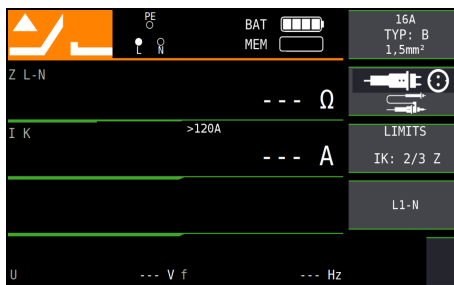 PE
L N
BAT
MEM
16A
TYP: B
1,5mm²
Z L-N
--- Ω
I K
>120A
--- A
LIMITS
IK: 2/3 Z
L1-N
U --- V f --- Hz